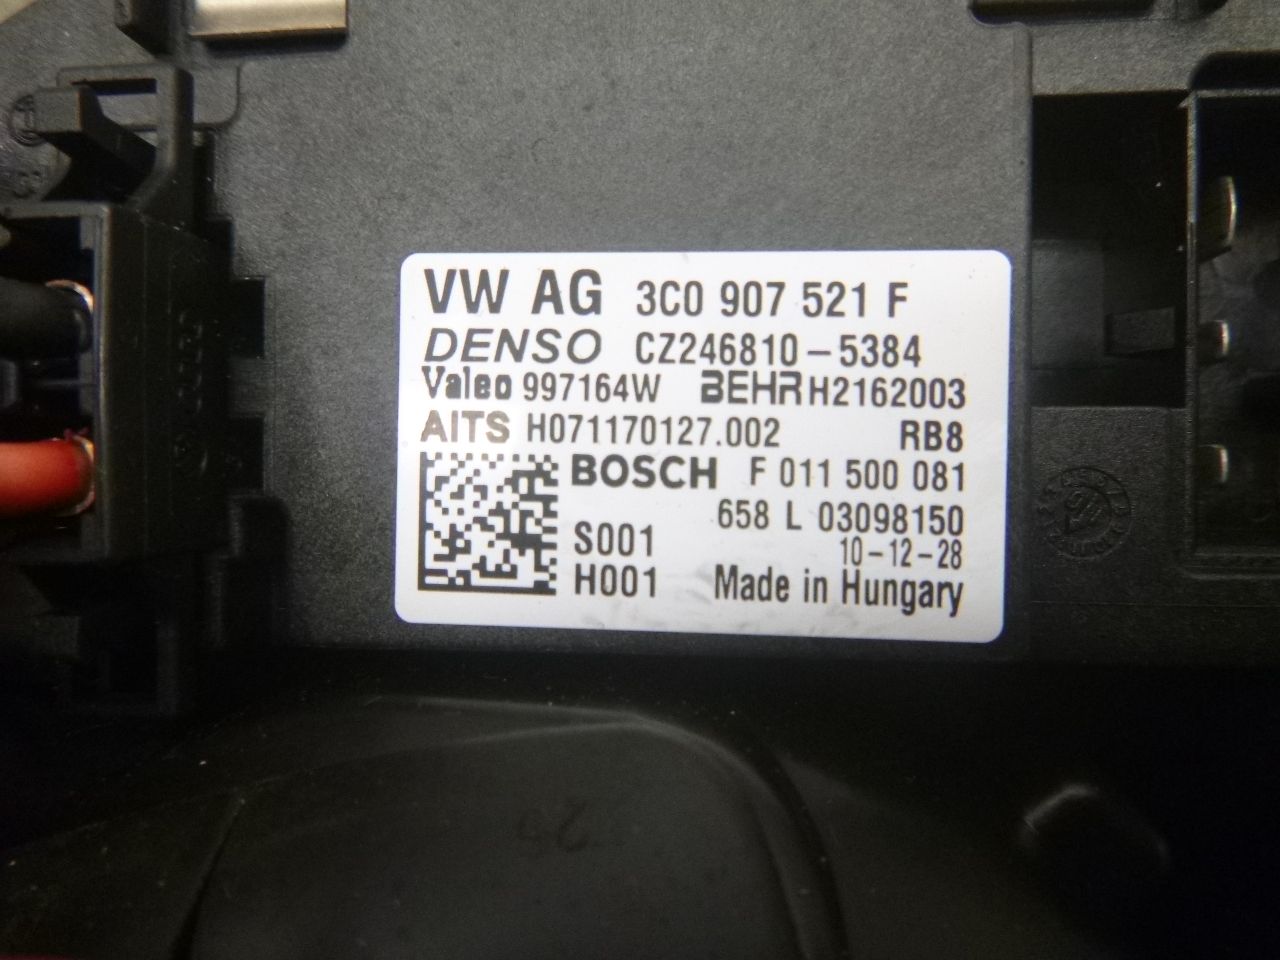 VW AG 3C0 907 521 F
DENSO CZ246810-5384
Valeo 997164W BEHR H2162003
AITS H071170127.002 RB8
BOSCH F 011 500 081
658 L 03098150
S001 10-12-28
H001 Made in Hungary